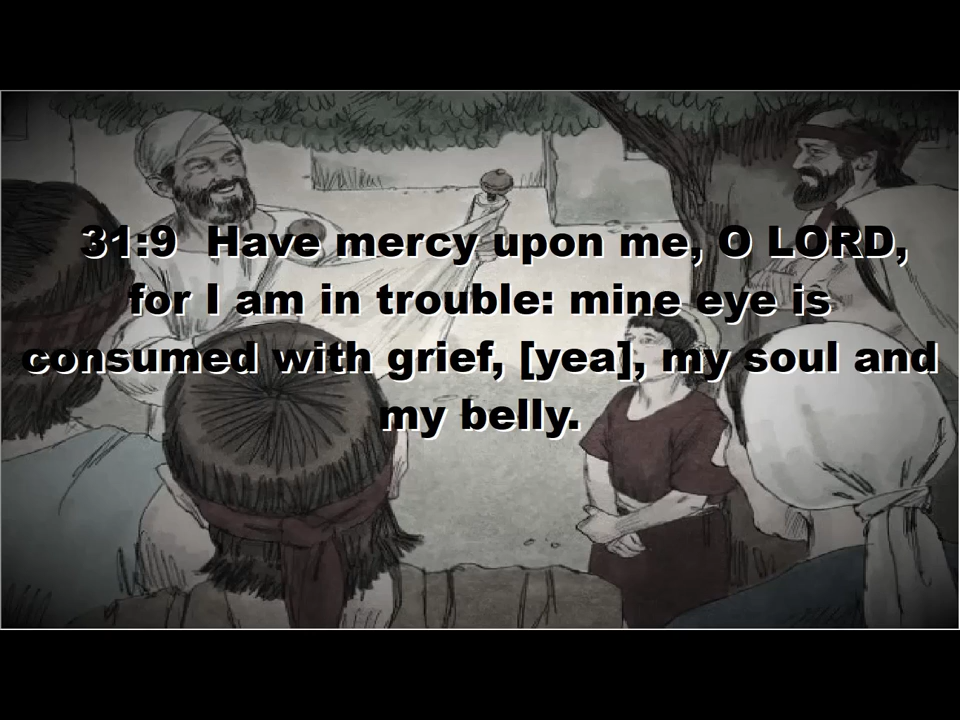 31:9 Have mercy upon me, O LORD,
for I am in trouble: mine eye is
consumed with grief, [yea], my soul and
my belly.